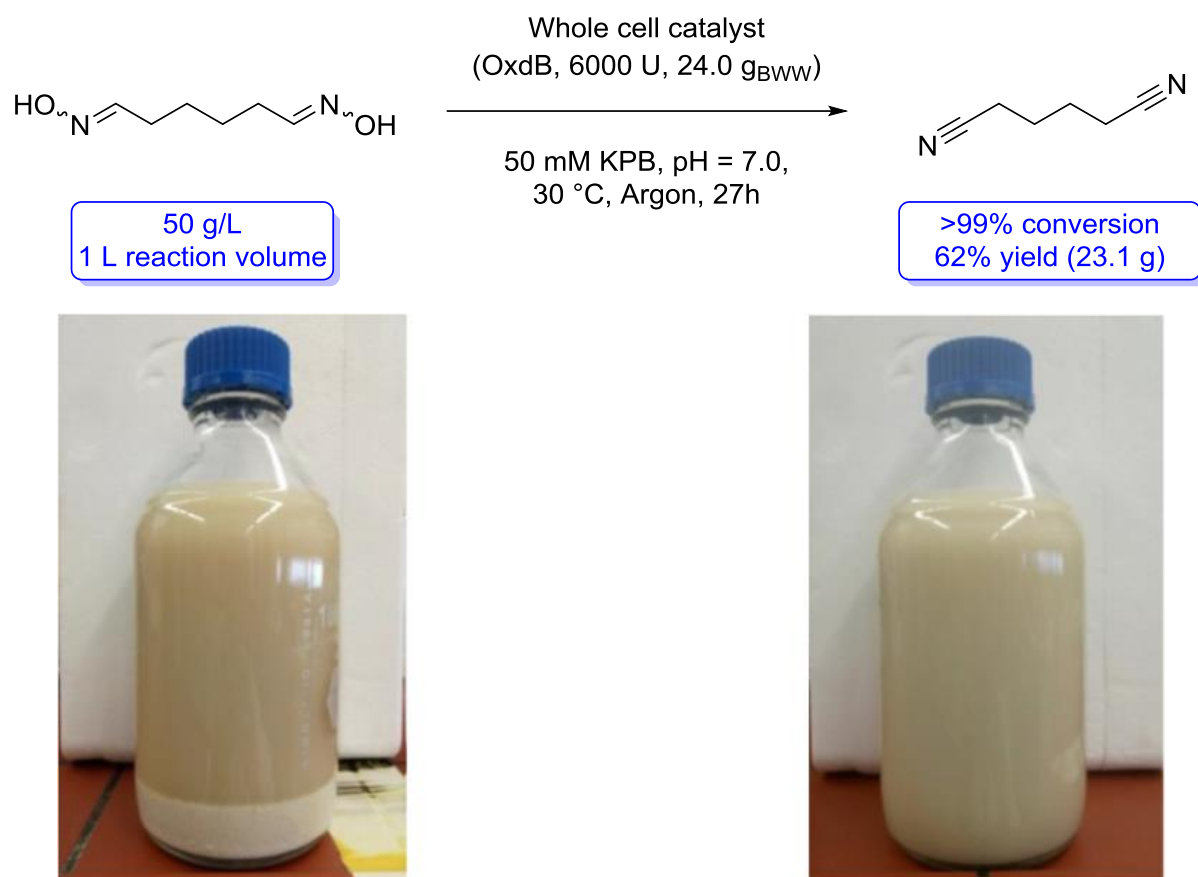 Whole cell catalyst
(OxdB, 6000 U, 24.0 gBWW)
HO
N
N
OH
N
N
50 mM KPB, pH = 7.0,
30 °C, Argon, 27h
50 g/L
1 L reaction volume
>99% conversion
62% yield (23.1 g)